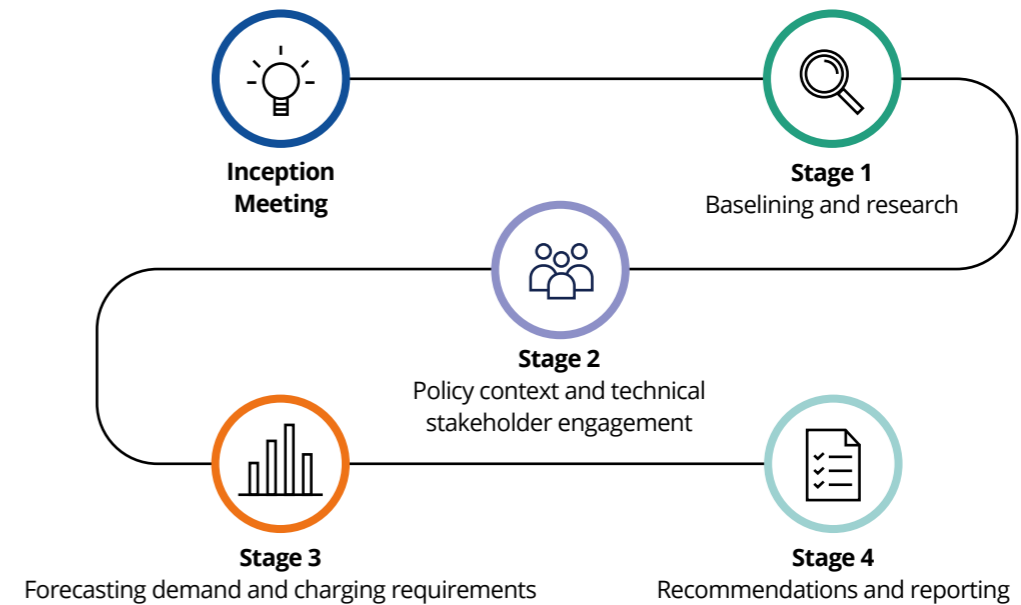 Inception
Meeting
Stage 1
Baselining and research
Stage 2
Policy context and technical
stakeholder engagement
Stage 3
Forecasting demand and charging requirements
Stage 4
Recommendations and reporting